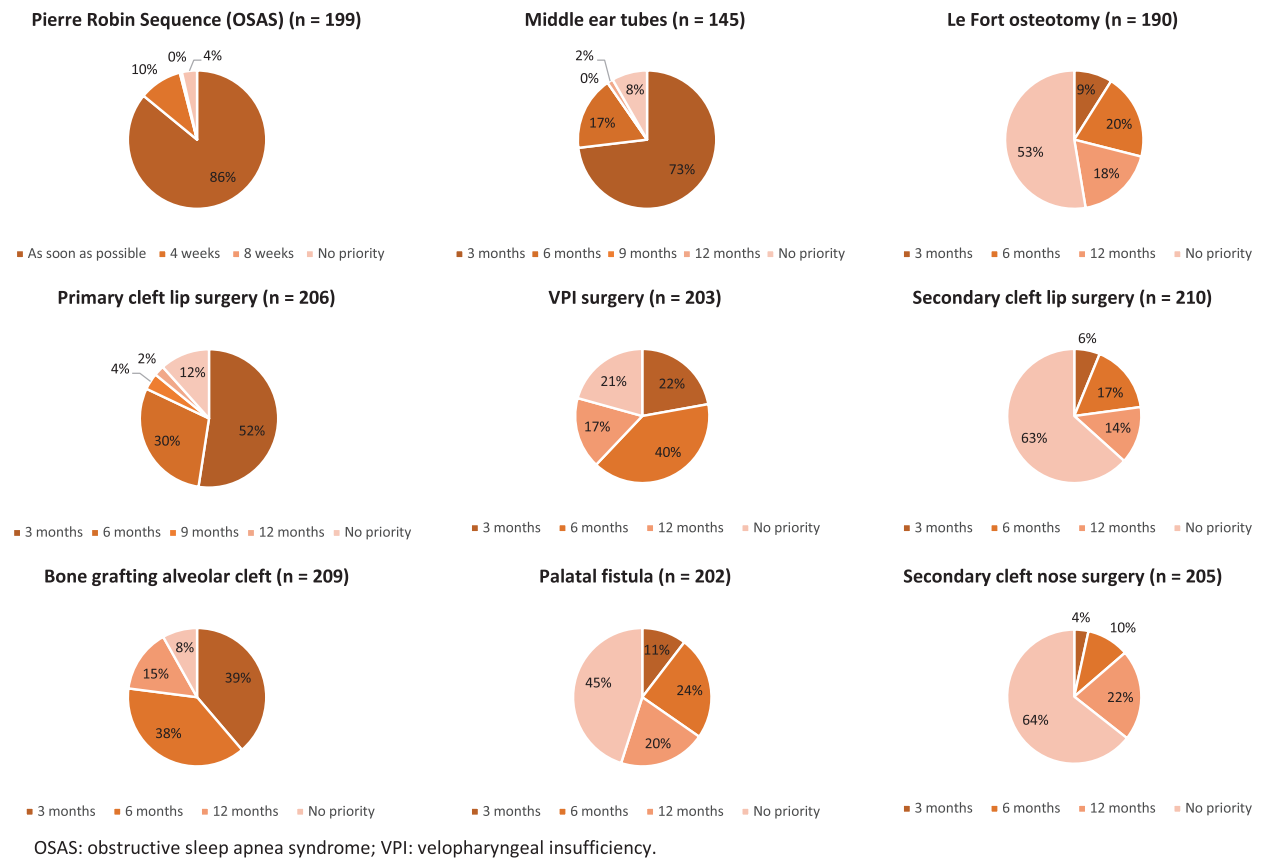 Pierre Robin Sequence (OSAS) (n = 199)
0% 4%
10%
86%
As soon as possible 4 weeks 8 weeks No priority
Middle ear tubes (n = 145)
2%
0% 8%
17%
73%
3 months 6 months 9 months 12 months No priority
Le Fort osteotomy (n = 190)
9%
20%
53%
18%
3 months 6 months 12 months No priority
Primary cleft lip surgery (n = 206)
2%
4% 12%
30% 52%
3 months 6 months 9 months 12 months No priority
VPI surgery (n = 203)
21% 22%
17%
40%
3 months 6 months 12 months No priority
Secondary cleft lip surgery (n = 210)
6%
17%
14%
63%
3 months 6 months 12 months No priority
Bone grafting alveolar cleft (n = 209)
8%
15% 39%
38%
3 months 6 months 12 months No priority
Palatal fistula (n = 202)
11%
45% 24%
20%
3 months 6 months 12 months No priority
Secondary cleft nose surgery (n = 205)
4%
10%
22%
64%
3 months 6 months 12 months No priority
OSAS: obstructive sleep apnea syndrome; VPI: velopharyngeal insufficiency.